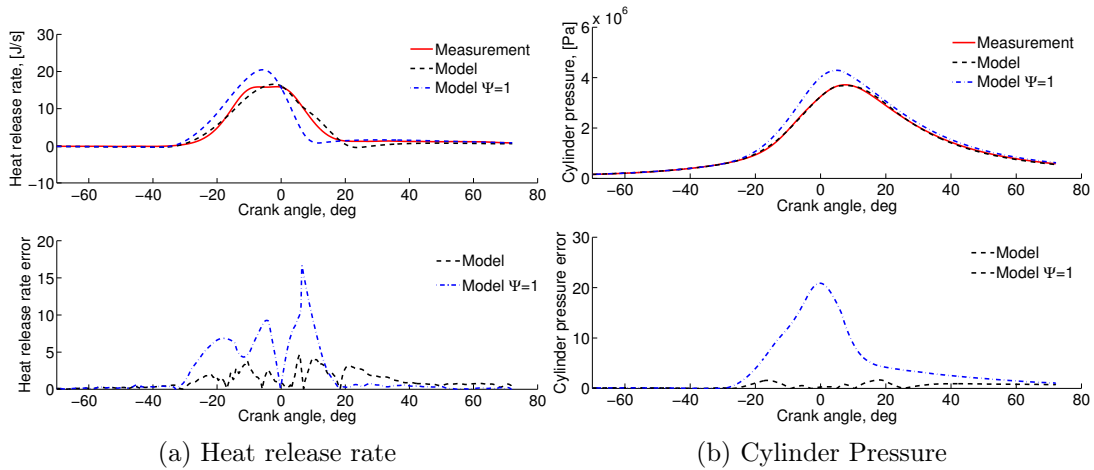 Heat release rate, [J/s]
30
20
10
0
−10
−60 −40 −20 0 20 40 60 80
Crank angle, deg
Measurement
Model
Model Ψ=1
Cylinder pressure, [Pa]
x 10⁶
6
4
2
0
−60 −40 −20 0 20 40 60 80
Crank angle, deg
Measurement
Model
Model Ψ=1
Heat release rate error
20
15
10
5
0
−60 −40 −20 0 20 40 60 80
Crank angle, deg
Model
Model Ψ=1
Cylinder pressure error
30
20
10
0
−60 −40 −20 0 20 40 60 80
Crank angle, deg
Model
Model Ψ=1
(a) Heat release rate
(b) Cylinder Pressure